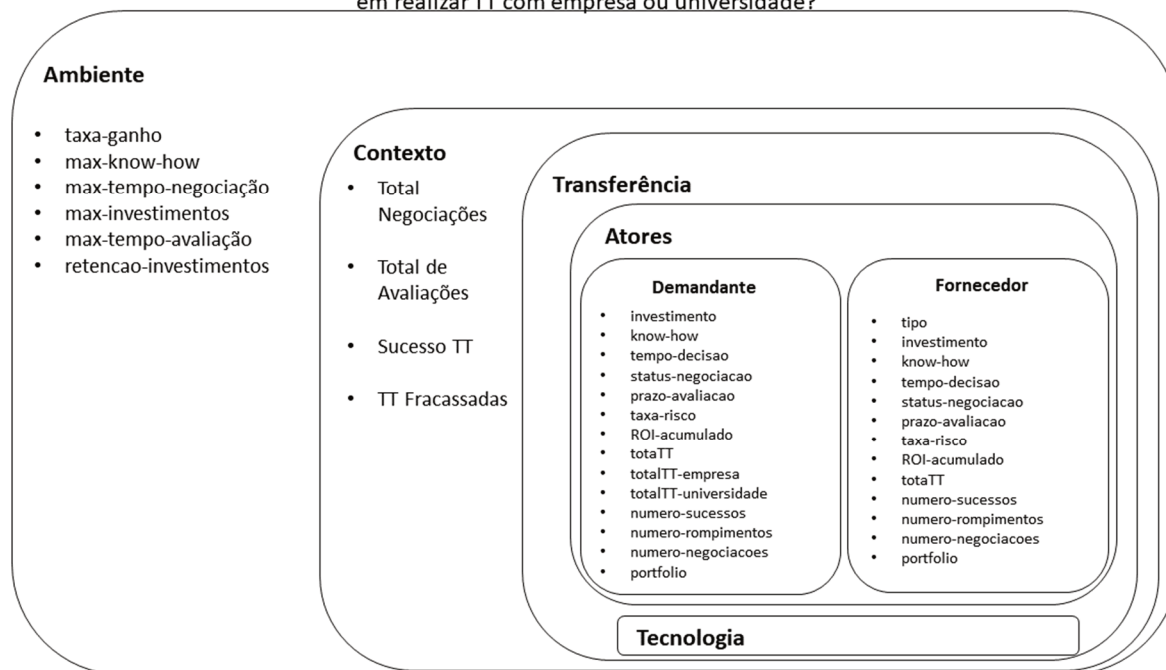 em realizar TT com empresa ou universidade?
Ambiente
• taxa-ganho
• max-know-how
• max-tempo-negociação
• max-investimentos
• max-tempo-avaliação
• retencao-investimentos
Contexto
• Total
Negociações
• Total de
Avaliações
• Sucesso TT
• TT Fracassadas
Transferência
Atores
Demandante
• investimento
• know-how
• tempo-decisao
• status-negociacao
• prazo-avaliacao
• taxa-risco
• ROI-acumulado
• totaTT
• totalTT-empresa
• totalTT-universidade
• numero-sucessos
• numero-rompimentos
• numero-negociacoes
• portfolio
Fornecedor
• tipo
• investimento
• know-how
• tempo-decisao
• status-negociacao
• prazo-avaliacao
• taxa-risco
• ROI-acumulado
• totaTT
• numero-sucessos
• numero-rompimentos
• numero-negociacoes
• portfolio
Tecnologia